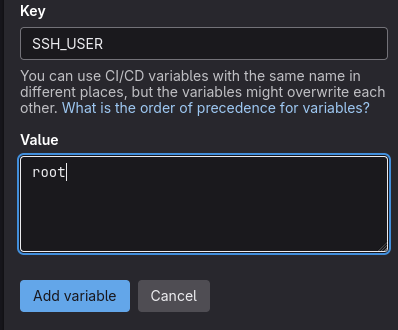 Key
SSH_USER
You can use CI/CD variables with the same name in
different places, but the variables might overwrite each
other. What is the order of precedence for variables?
Value
root
Add variable
Cancel